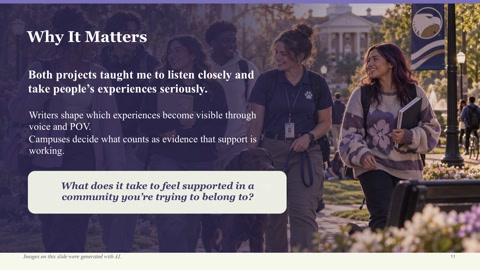 Why It Matters
Both projects taught me to listen closely and
take people's experiences seriously.
Writers shape which experiences become visible through
voice and POV.
Campuses decide what counts as evidence that support is
working.
What does it take to feel supported in a
community you're trying to belong to?
Images on this slide were generated with AI.
11